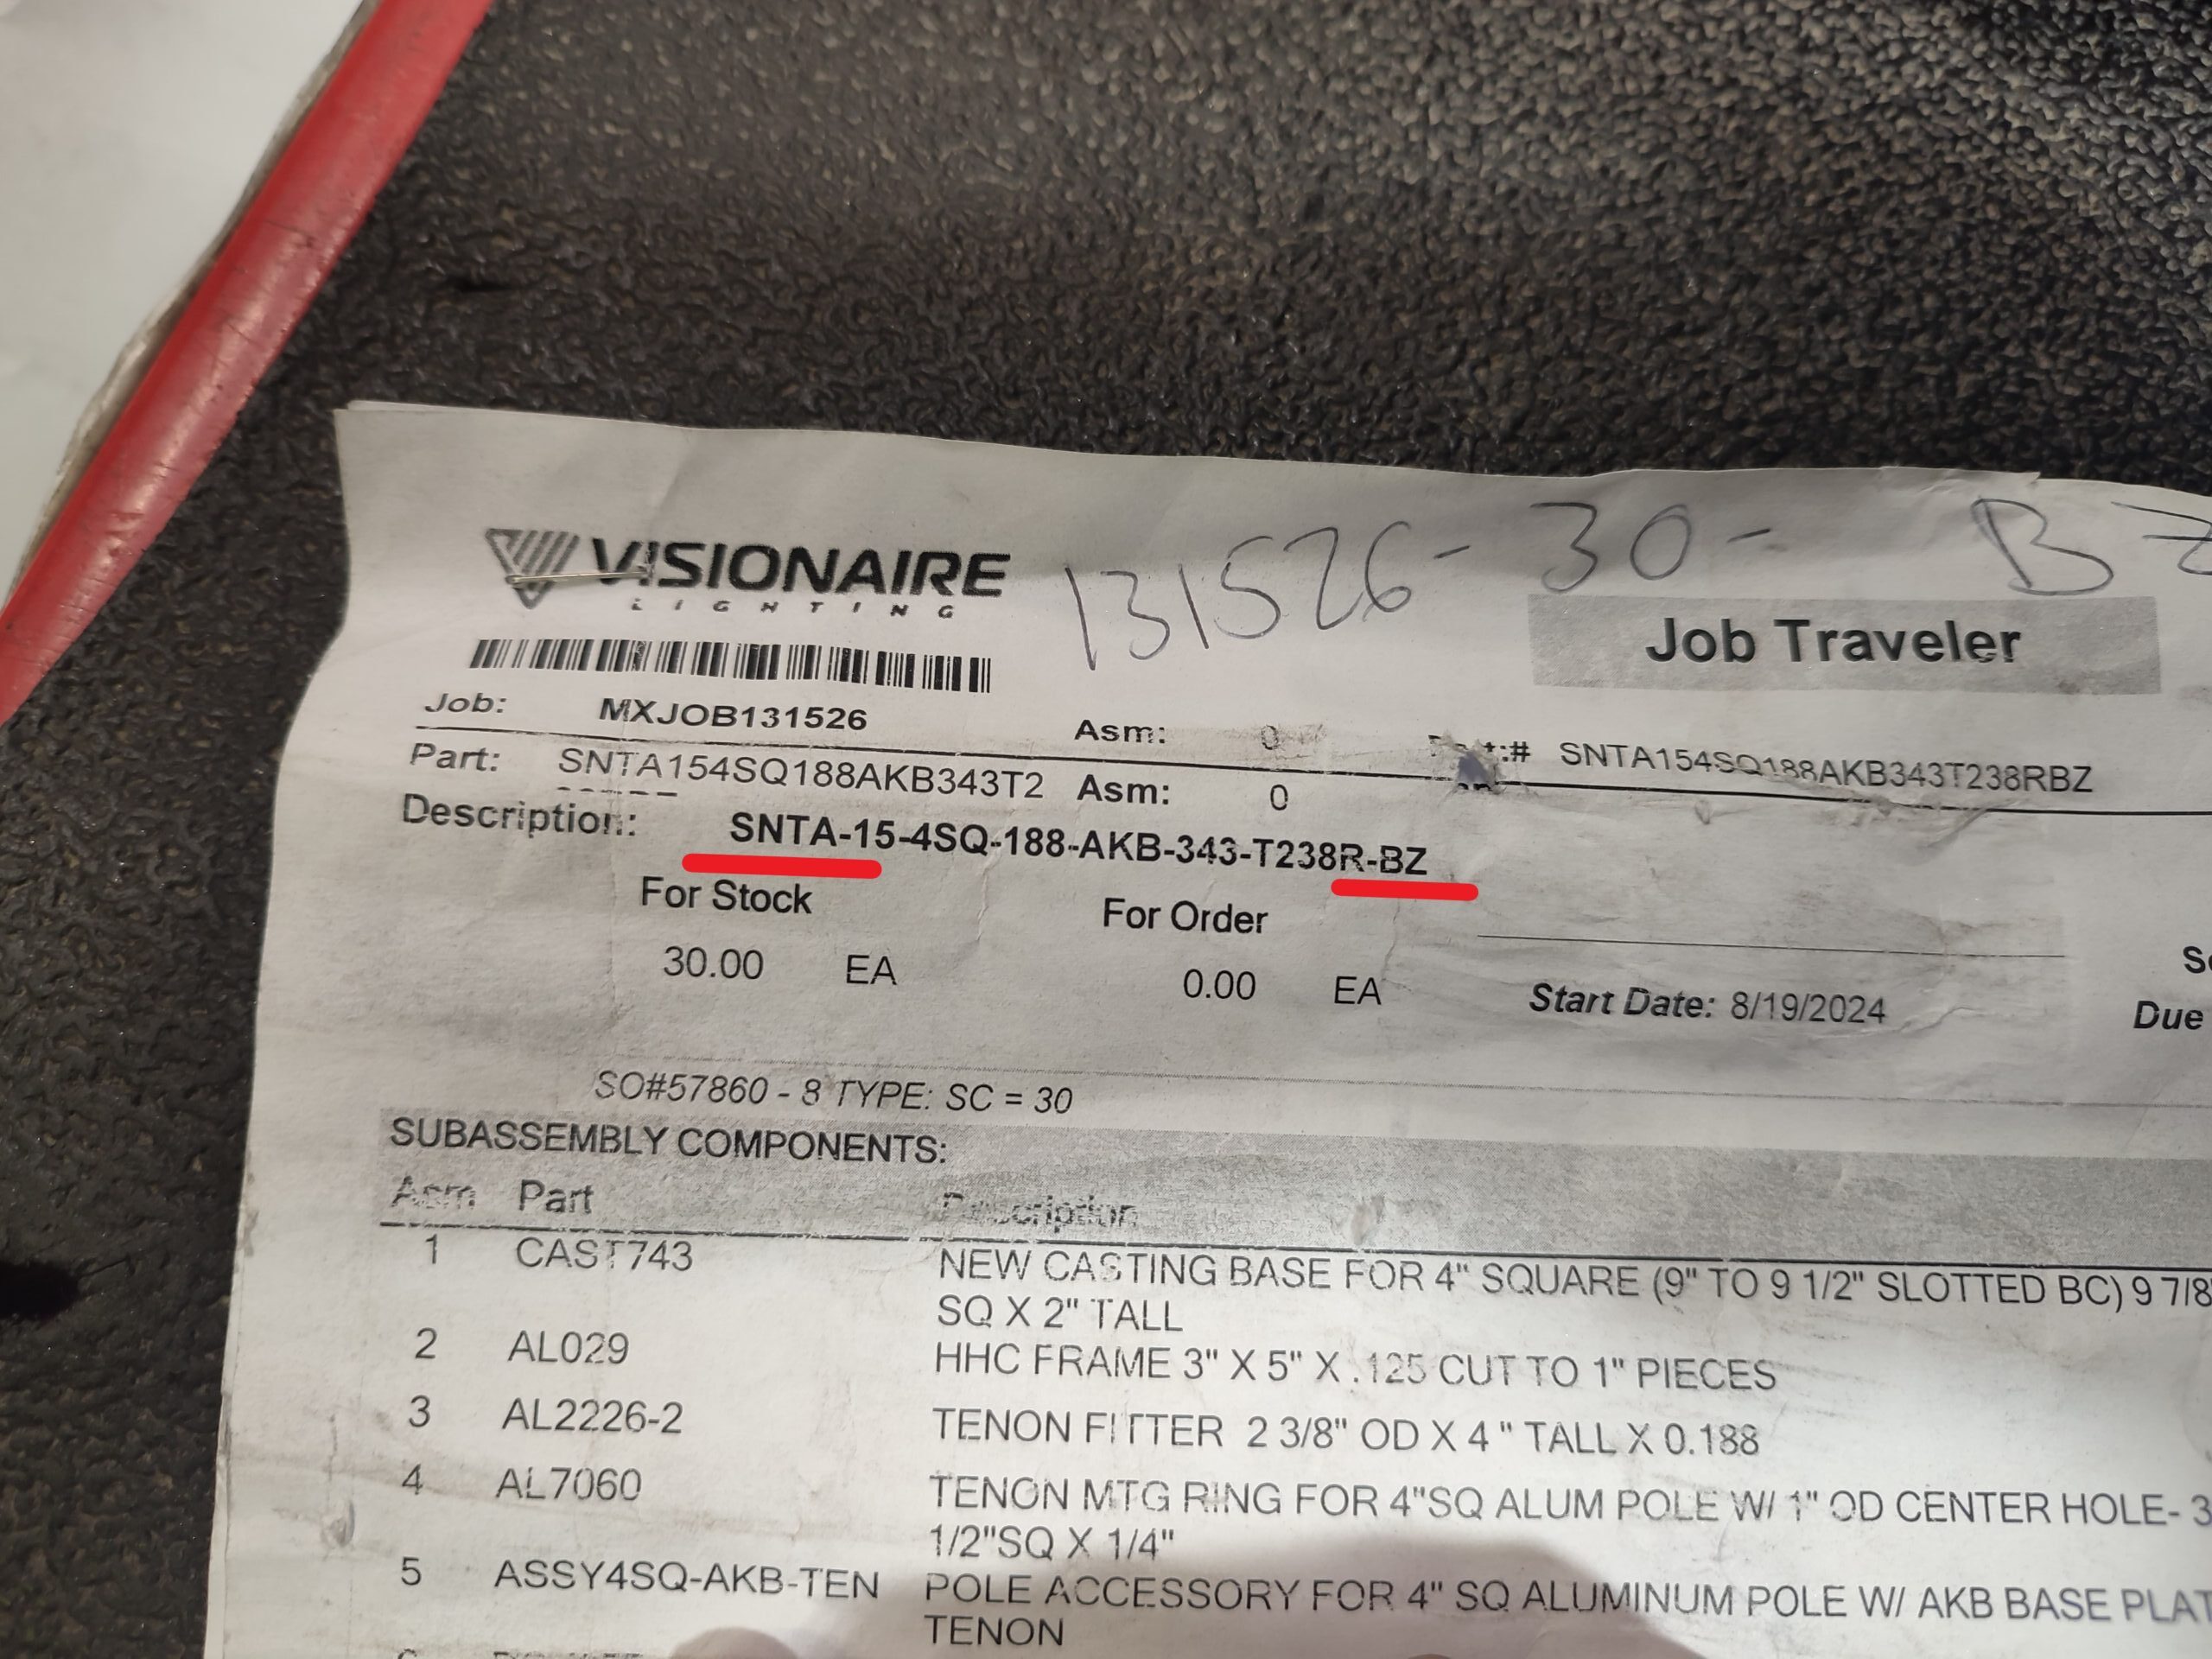 131526-30- BZ
VISIONAIRE
LIGHTING
Job Traveler
Job: MXJOB131526 Asm: 0 SNTA154SQ188AKB343T238RBZ
Part: SNTA154SQ188AKB343T2 Asm: 0
Description: SNTA-15-4SQ-188-AKB-343-T238R-BZ
For Stock For Order
30.00 EA 0.00 EA
Start Date: 8/19/2024 Due
SO#57860 - 8 TYPE: SC = 30
SUBASSEMBLY COMPONENTS:
Asm Part Description
1 CAST743 NEW CASTING BASE FOR 4" SQUARE (9" TO 9 1/2" SLOTTED BC) 9 7/8"
SQ X 2" TALL
2 AL029 HHC FRAME 3" X 5" X .125 CUT TO 1" PIECES
3 AL2226-2 TENON FITTER 2 3/8" OD X 4 " TALL X 0.188
4 AL7060 TENON MTG RING FOR 4"SQ ALUM POLE W/ 1" OD CENTER HOLE- 3
1/2"SQ X 1/4"
5 ASSY4SQ-AKB-TEN POLE ACCESSORY FOR 4" SQ ALUMINUM POLE W/ AKB BASE PLAT
TENON